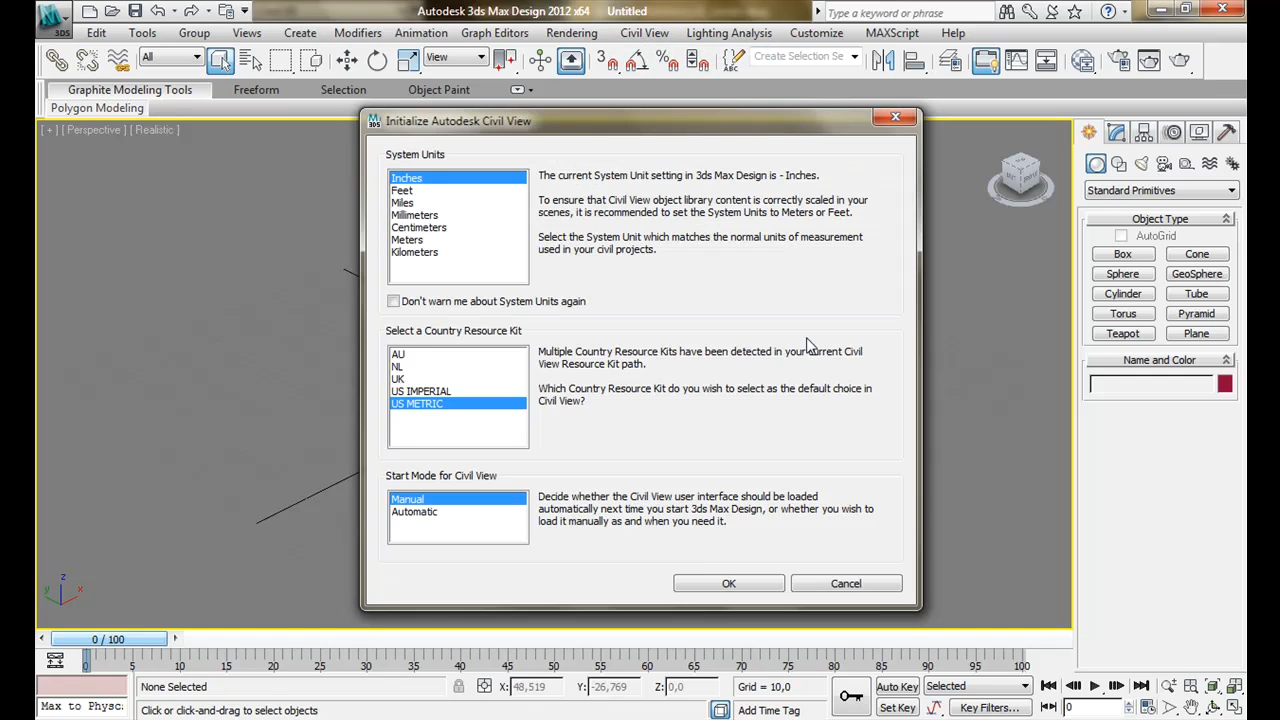 Autodesk 3ds Max Design 2012 x64 Untitled
Type a keyword or phrase
3DS
Edit Tools Group Views Create Modifiers Animation Graph Editors Rendering Civil View Lighting Analysis Customize MAXScript Help
All View 3 Create Selection Se
Graphite Modeling Tools Freeform Selection Object Paint
Polygon Modeling
[ + ] [ Perspective ] [ Realistic ]
Initialize Autodesk Civil View
System Units
Inches
Feet
Miles
Millimeters
Centimeters
Meters
Kilometers
The current System Unit setting in 3ds Max Design is - Inches.
To ensure that Civil View object library content is correctly scaled in your
scenes, it is recommended to set the System Units to Meters or Feet.
Select the System Unit which matches the normal units of measurement
used in your civil projects.
Don't warn me about System Units again
Select a Country Resource Kit
AU
NL
UK
US IMPERIAL
US METRIC
Multiple Country Resource Kits have been detected in your current Civil
View Resource Kit path.
Which Country Resource Kit do you wish to select as the default choice in
Civil View?
Start Mode for Civil View
Manual
Automatic
Decide whether the Civil View user interface should be loaded
automatically next time you start 3ds Max Design, or whether you wish to
load it manually as and when you need it.
OK Cancel
Standard Primitives
Object Type
AutoGrid
Box Cone
Sphere GeoSphere
Cylinder Tube
Torus Pyramid
Teapot Plane
Name and Color
z
y x
0 / 100
0 5 10 15 20 25 30 35 40 45 50 55 60 65 70 75 80 85 90 95 100
None Selected X: 48,519 Y: -26,769 Z: 0,0 Grid = 10,0 Auto Key Selected
Max to Physc Click or click-and-drag to select objects Add Time Tag Set Key Key Filters... 0